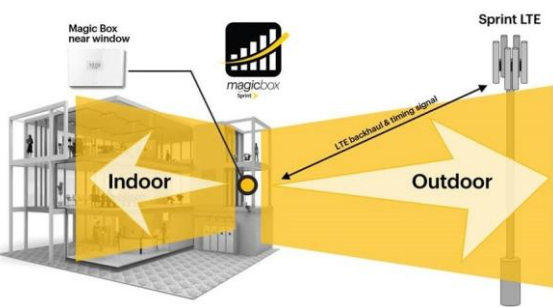 Magic Box
near window
magicbox
Sprint
Sprint LTE
LTE backhaul & timing signal
Indoor
Outdoor